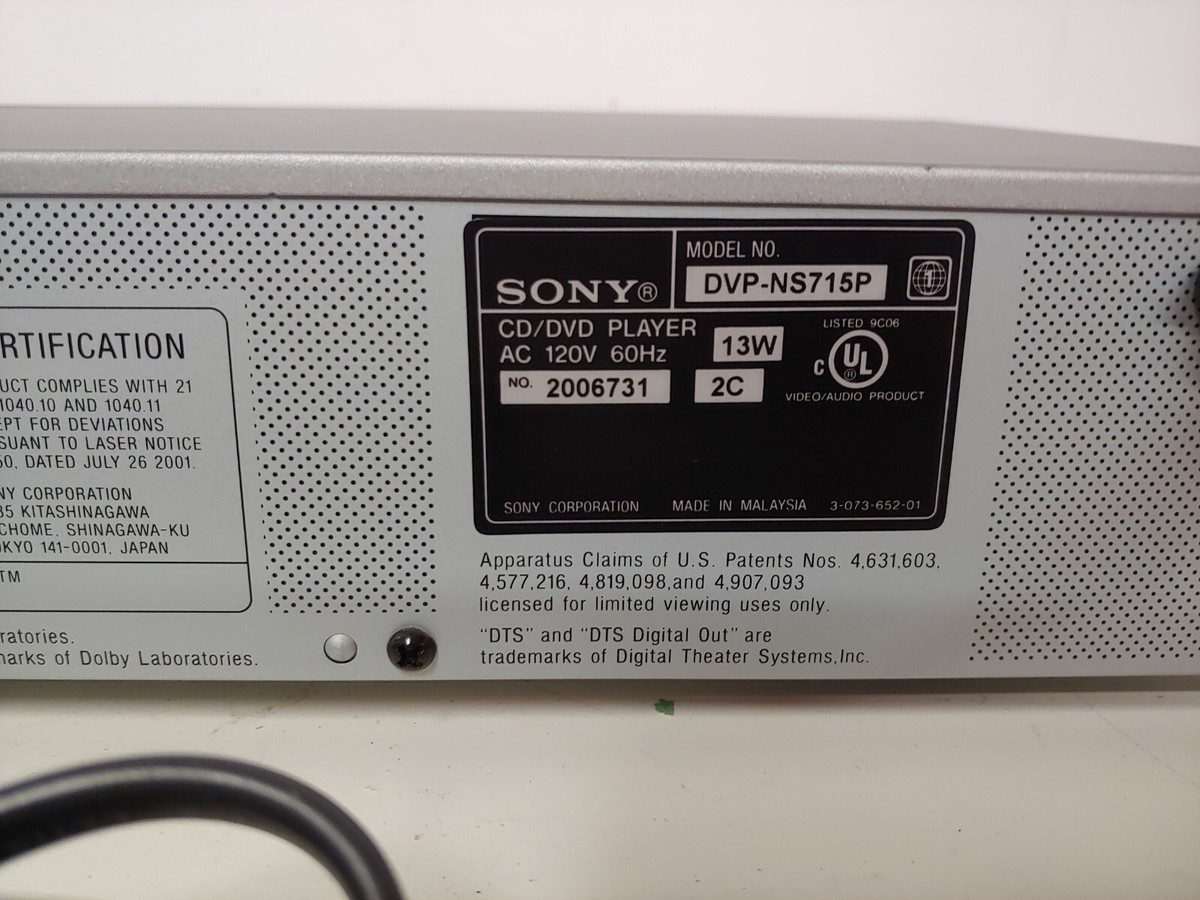 RTIFICATION
UCT COMPLIES WITH 21
1040.10 AND 1040.11
EPT FOR DEVIATIONS
SUANT TO LASER NOTICE
50, DATED JULY 26 2001.
NY CORPORATION
35 KITASHINAGAWA
CHOME, SHINAGAWA-KU
KYO 141-0001, JAPAN
TM
ratories.
marks of Dolby Laboratories.
SONY®
MODEL NO.
DVP-NS715P
1
CD/DVD PLAYER
AC 120V 60Hz
13W
NO. 2006731
2C
LISTED 9C06
C UL ®
VIDEO/AUDIO PRODUCT
SONY CORPORATION MADE IN MALAYSIA 3-073-652-01
Apparatus Claims of U.S. Patents Nos. 4,631,603,
4,577,216, 4,819,098,and 4,907,093
licensed for limited viewing uses only.
“DTS” and “DTS Digital Out” are
trademarks of Digital Theater Systems,Inc.